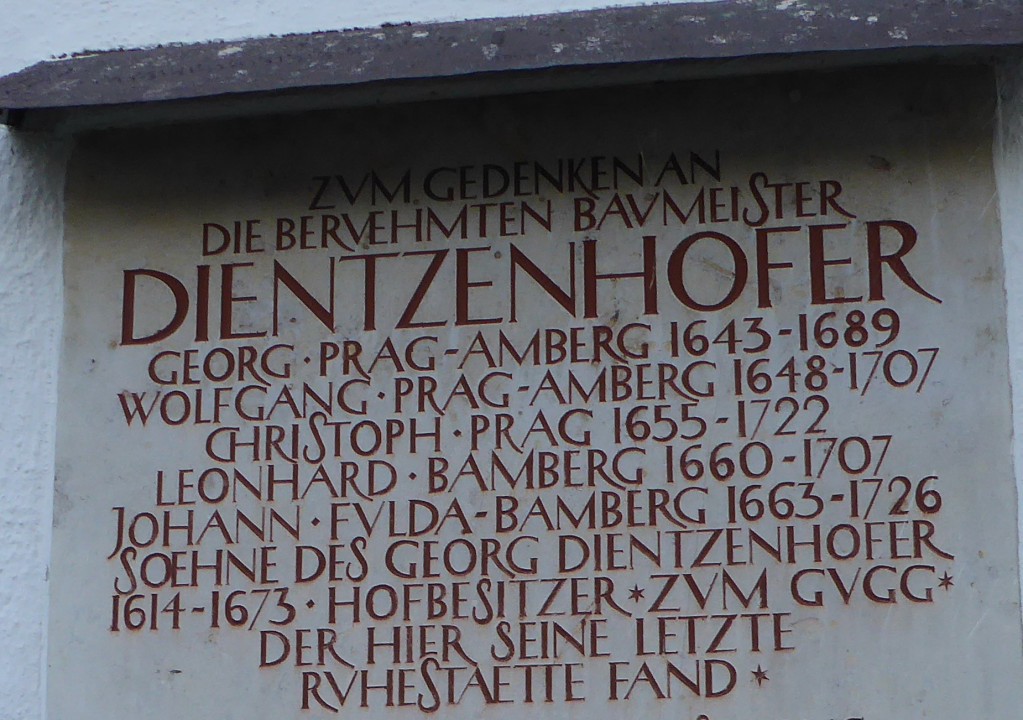 ZVM GEDENKEN AN
DIE BERVEHMTEN BAVMEISTER
DIENTZENHOFER
GEORG · PRAG - AMBERG 1643 - 1689
WOLFGANG · PRAG - AMBERG 1648 - 1707
CHRISTOPH · PRAG 1655 - 1722
LEONHARD · BAMBERG 1660 - 1707
JOHANN · FVLDA - BAMBERG 1663 - 1726
SOEHNE DES GEORG DIENTZENHOFER
1614 - 1673 · HOFBESITZER * ZVM GVGG *
DER HIER SEINE LETZTE
RVHESTAETTE FAND *